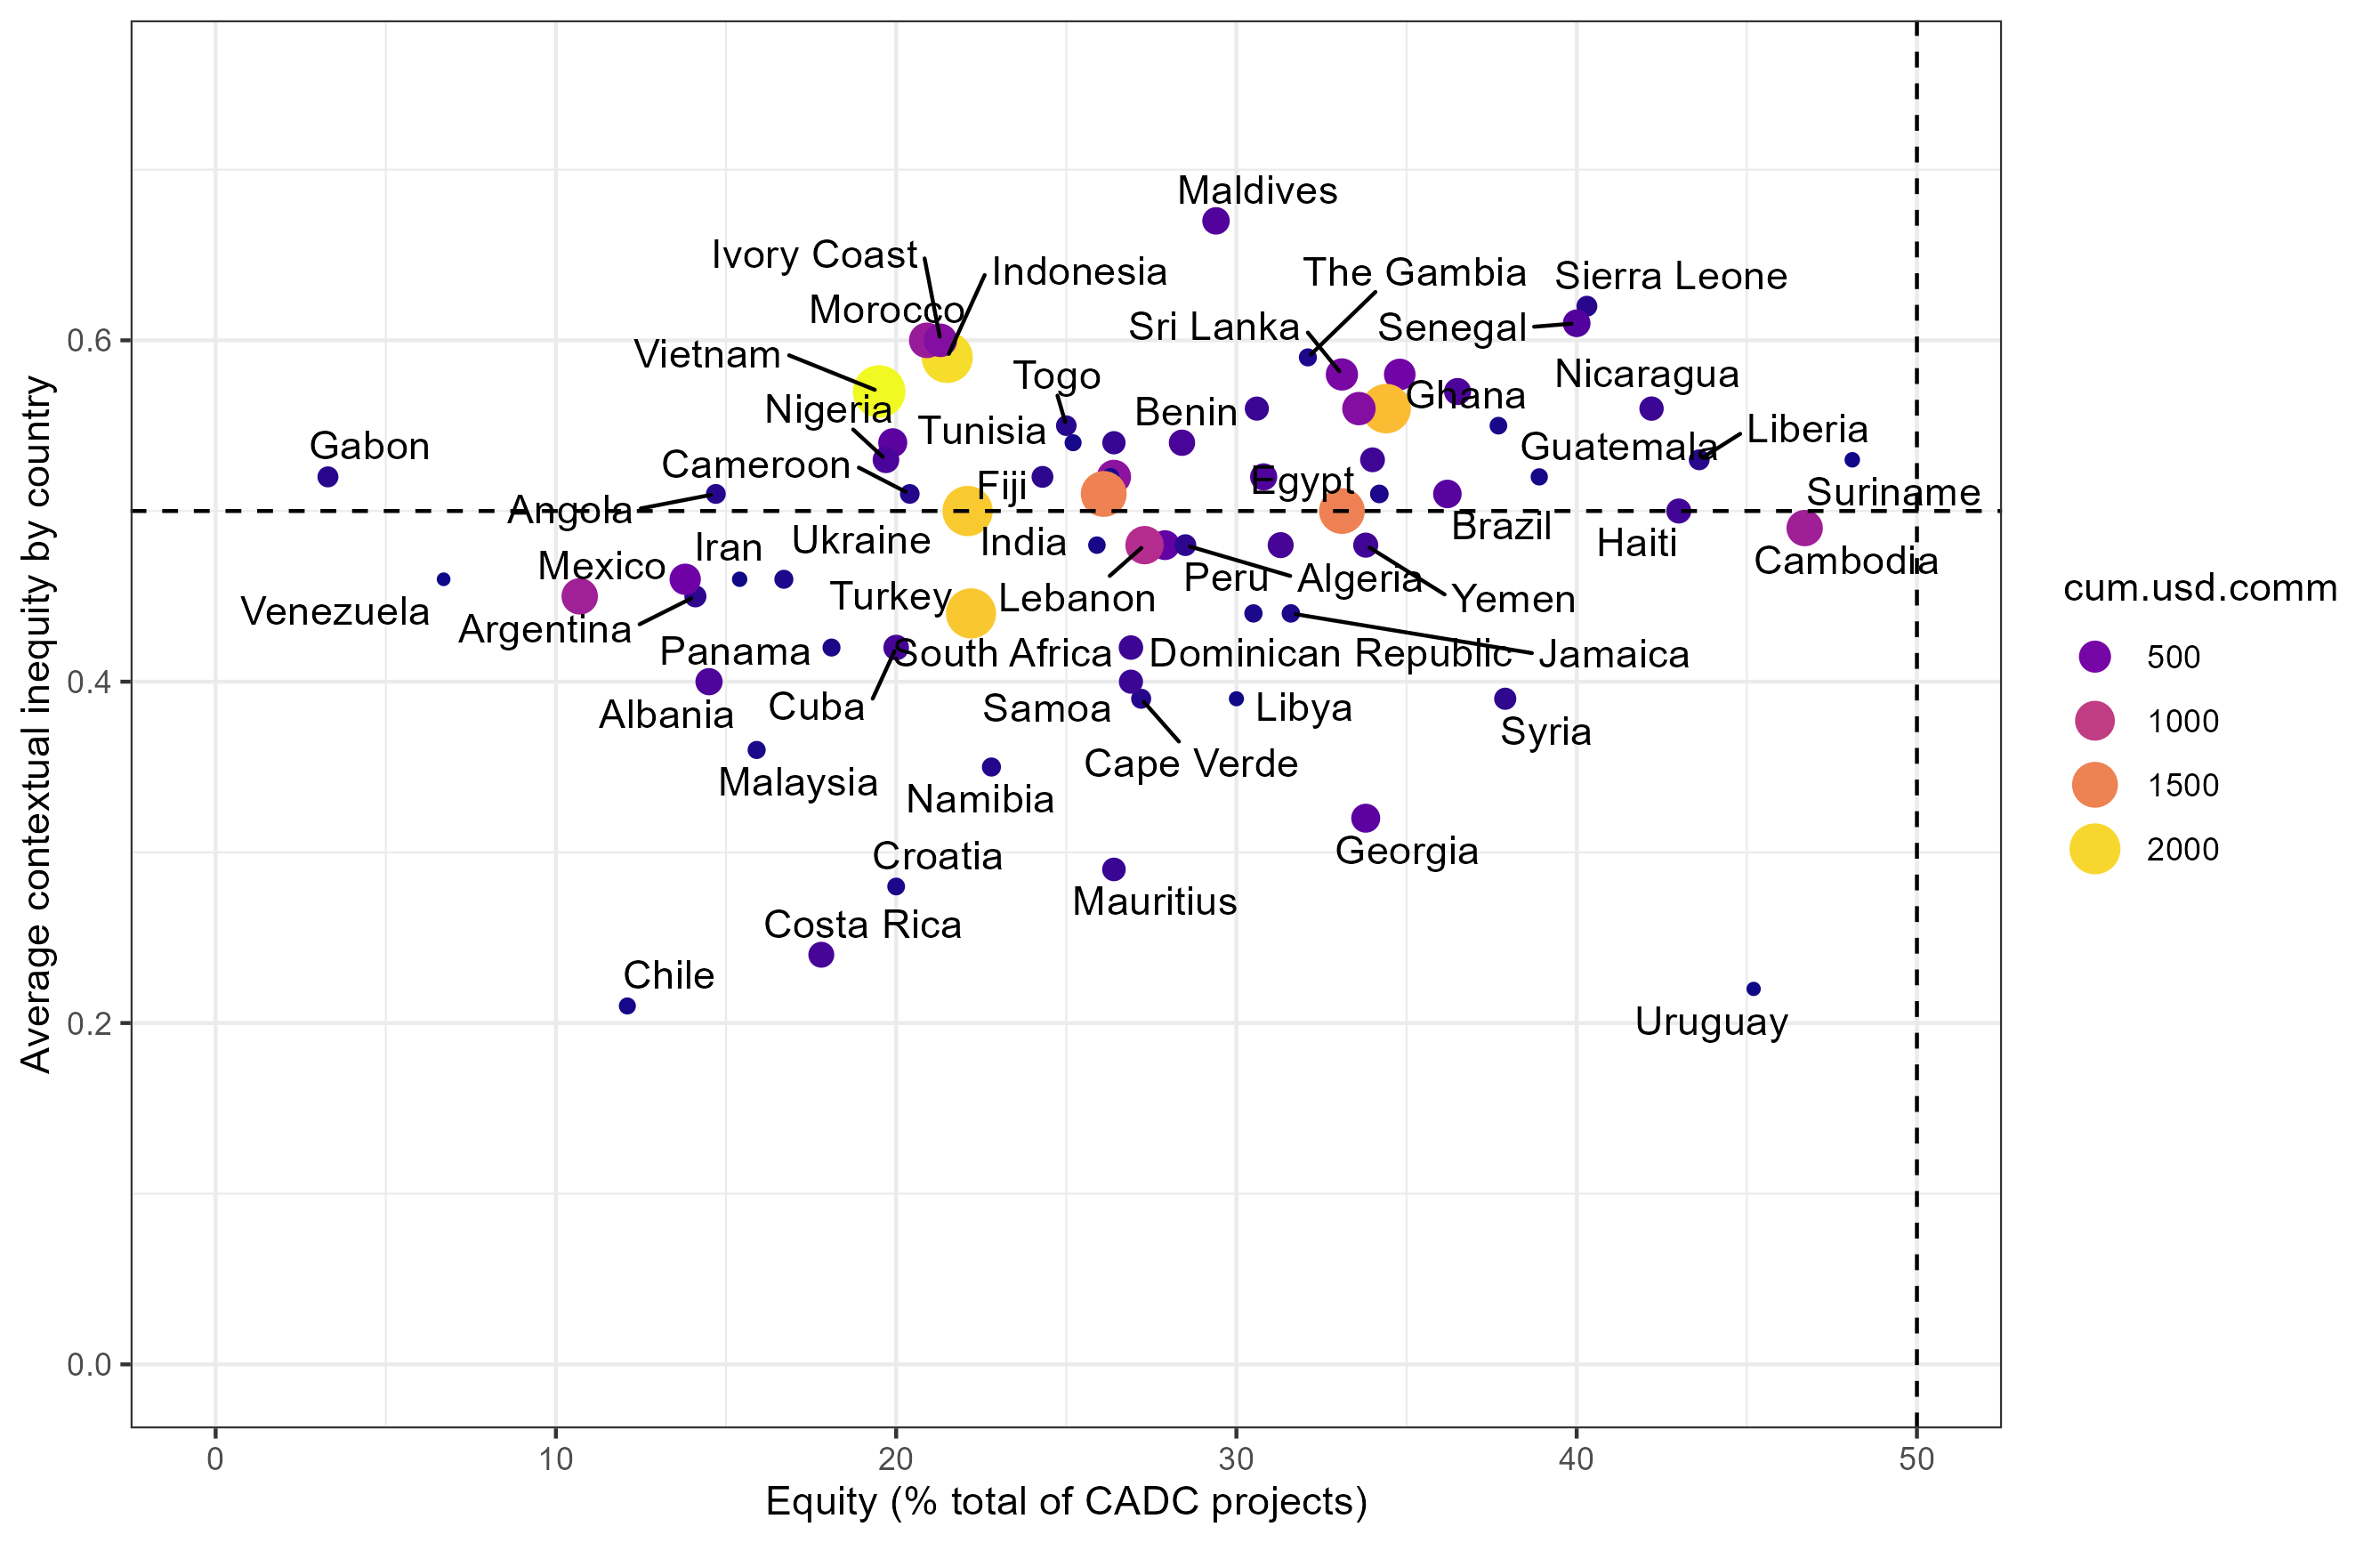 Maldives
Ivory Coast
Indonesia
The Gambia
Sierra Leone
Morocco
Sri Lanka
Senegal
Vietnam
Togo
Nicaragua
Nigeria
Benin
Ghana
Tunisia
Liberia
Gabon
Guatemala
Cameroon
Fiji
Egypt
Suriname
Angola
Brazil
Haiti
Iran
Ukraine
India
Mexico
Peru
Algeria
Cambodia
Venezuela
Turkey
Lebanon
Yemen
Argentina
Panama
South Africa
Dominican Republic
Jamaica
Albania
Cuba
Samoa
Libya
Syria
Cape Verde
Malaysia
Namibia
Croatia
Georgia
Mauritius
Costa Rica
Chile
Uruguay
0.6
0.4
0.2
0.0
0
10
20
30
40
50
Average contextual inequity by country
Equity (% total of CADC projects)
cum.usd.comm
500
1000
1500
2000